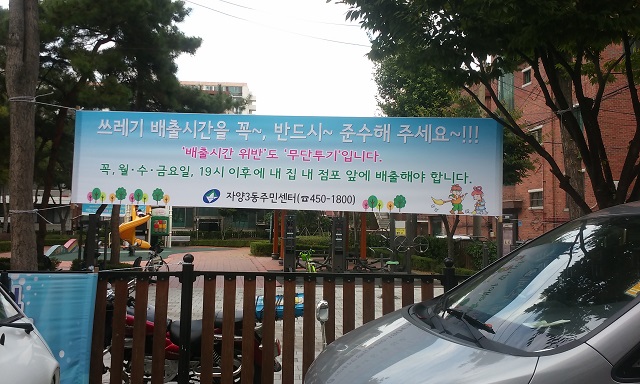 쓰레기 배출시간을 꼭~, 반드시~ 준수해 주세요~!!!
'배출시간 위반'도 '무단투기'입니다.
꼭, 월·수·금요일, 19시 이후에 내 집 내 점포 앞에 배출해야 합니다.
자양3동주민센터(☎450-1800)